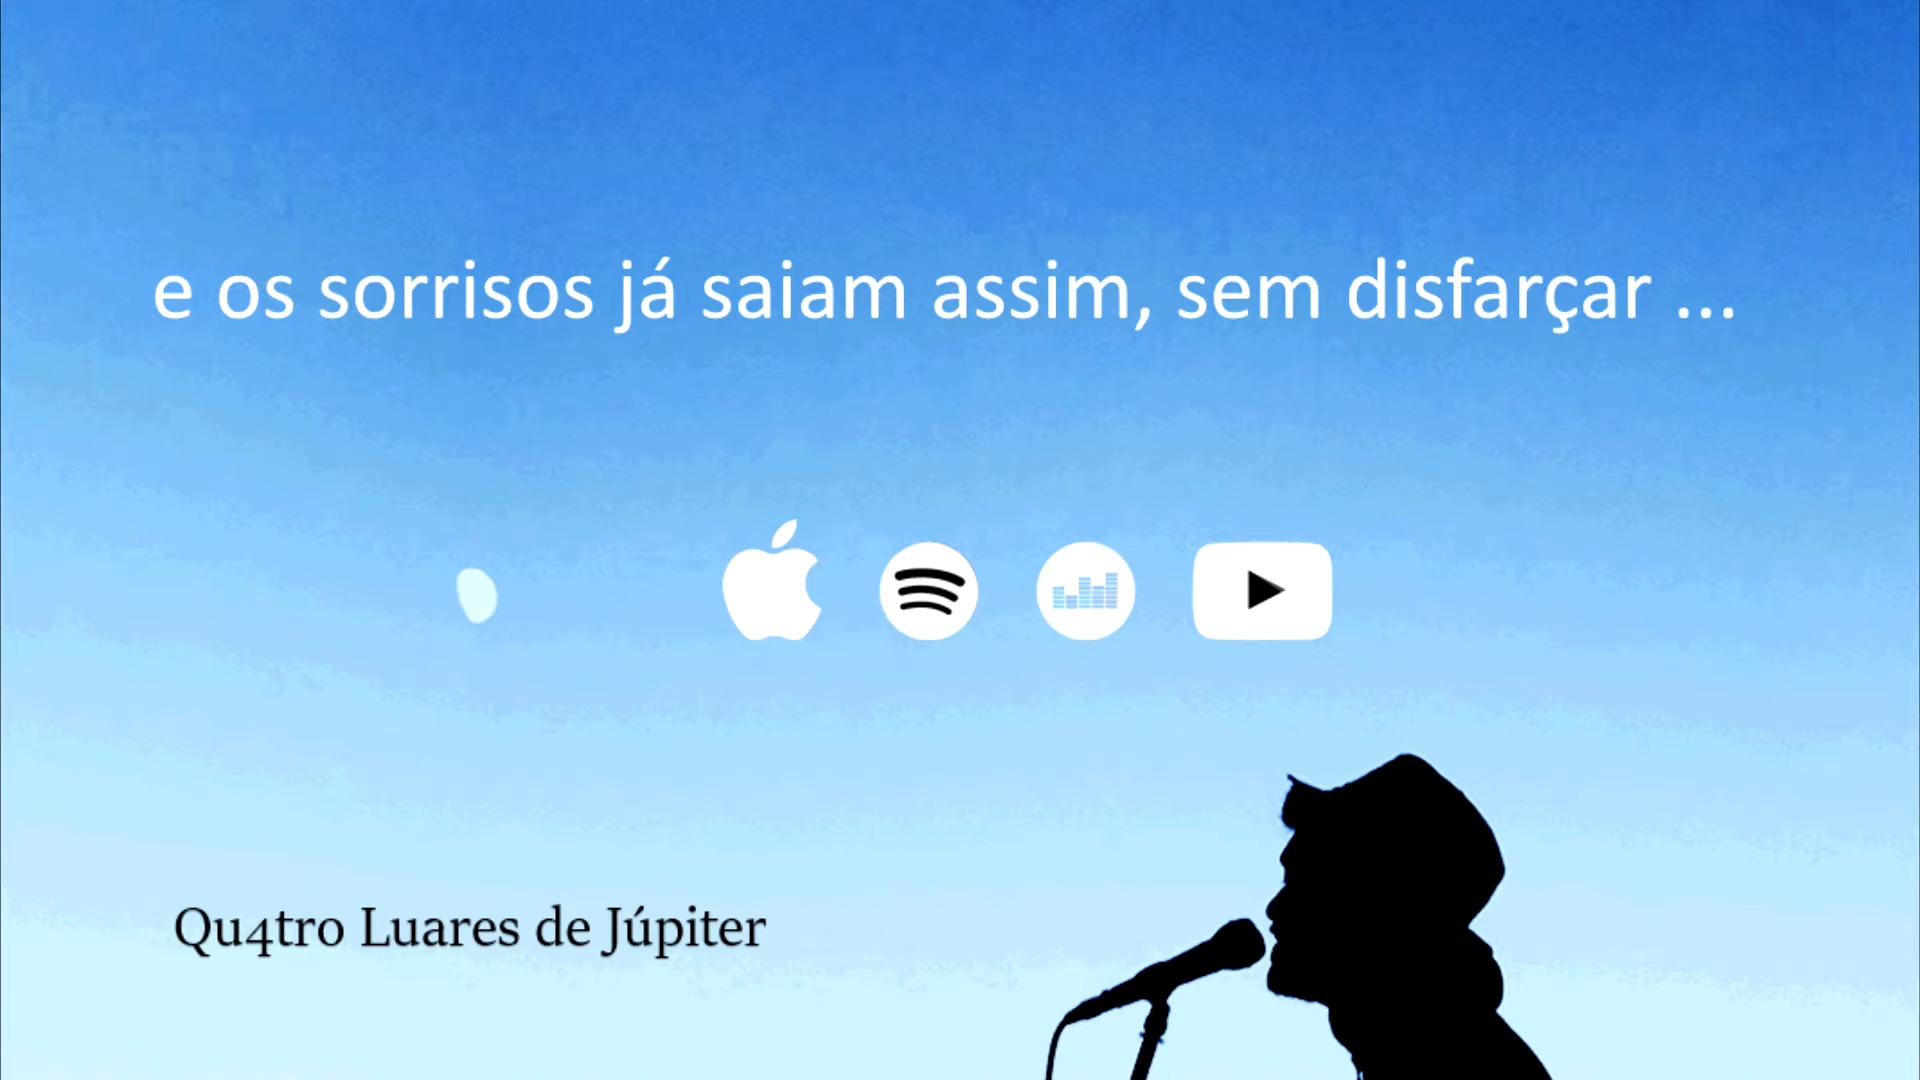 e os sorrisos já saiam assim, sem disfarçar ...
Qu4tro Luares de Júpiter